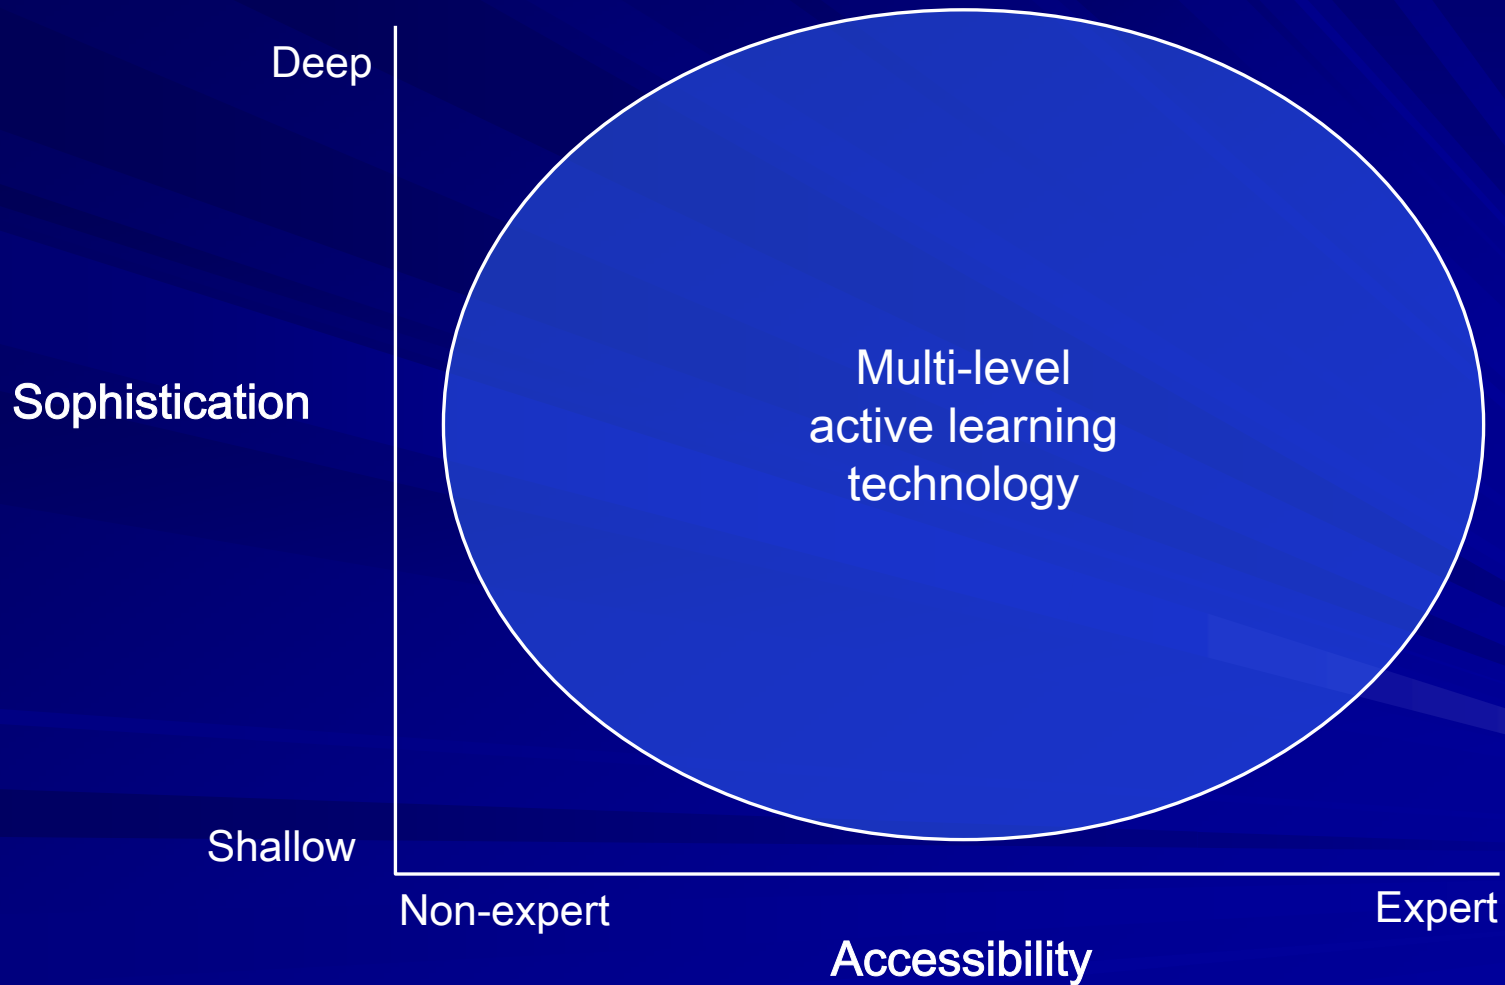 Deep
Sophistication
Multi-level
active learning
technology
Shallow
Non-expert
Expert
Accessibility